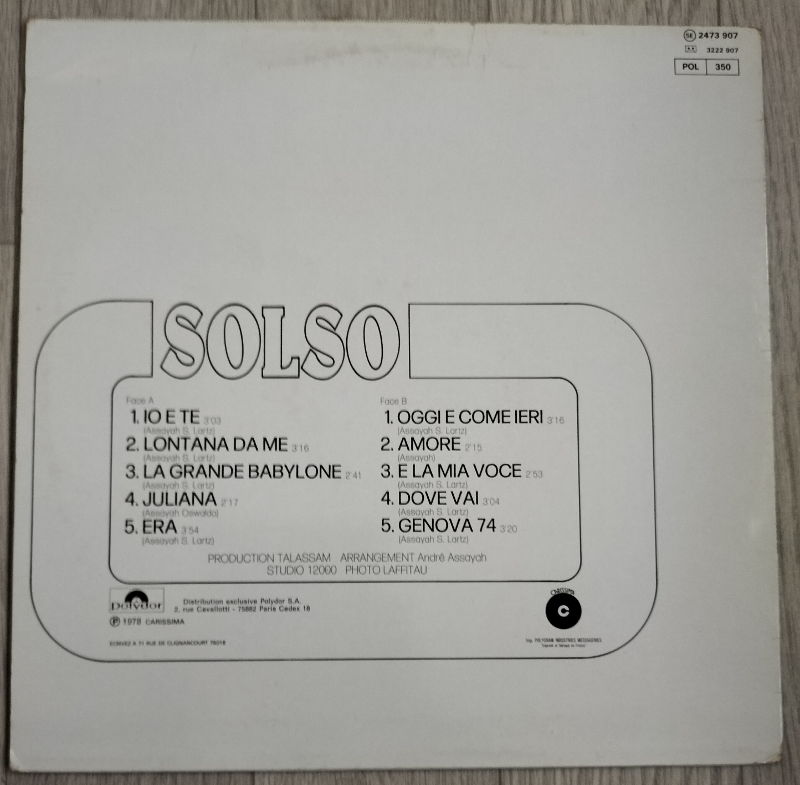 SE 2473 907
3222 907
POL 350
SOLSO
Face A
1. IO E TE 3'03
(Assayah S. Lartz)
2. LONTANA DA ME 3'16
(Assayah S. Lartz)
3. LA GRANDE BABYLONE 2'41
(Assayah S. Lartz)
4. JULIANA 2'17
(Assayah Oswaldo)
5. ERA 3'54
(Assayah S. Lartz)
Face B
1. OGGI E COME IERI 3'16
(Assayah S. Lartz)
2. AMORE 2'15
(Assayah)
3. E LA MIA VOCE 2'53
(Assayah S. Lartz)
4. DOVE VAI 3'04
(Assayah S. Lartz)
5. GENOVA 74 3'20
(Assayah S. Lartz)
PRODUCTION TALASSAM ARRANGEMENT André Assayah
STUDIO 12000 PHOTO LAFFITAU
Polydor
Distribution exclusive Polydor S.A.
2, rue Cavallotti - 75882 Paris Cedex 18
℗ 1978 CARISSIMA
ECRIVEZ A 71 RUE DE CLIGNANCOURT 75018
CARISSIMA
C